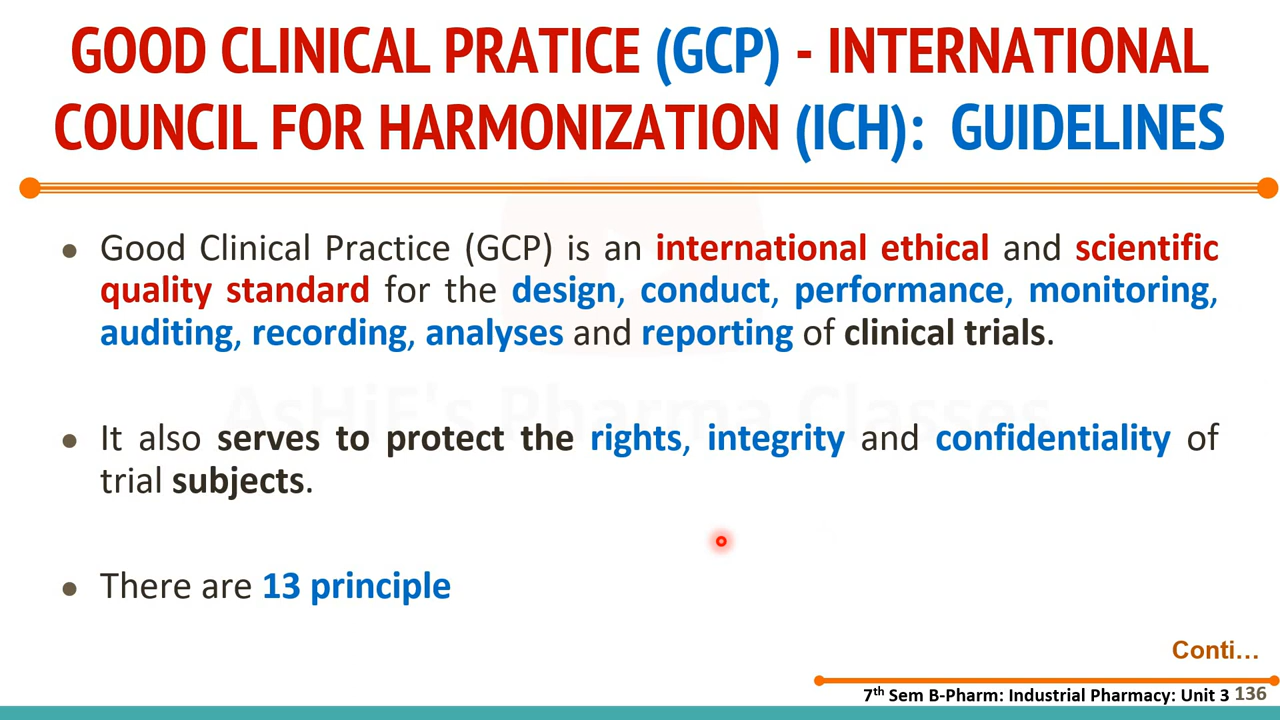 GOOD CLINICAL PRATICE (GCP) - INTERNATIONAL
COUNCIL FOR HARMONIZATION (ICH): GUIDELINES
● Good Clinical Practice (GCP) is an international ethical and scientific
quality standard for the design, conduct, performance, monitoring,
auditing, recording, analyses and reporting of clinical trials.
AsHiF's Pharma Classes
● It also serves to protect the rights, integrity and confidentiality of
trial subjects.
● There are 13 principle
Conti…
7th Sem B-Pharm: Industrial Pharmacy: Unit 3 136